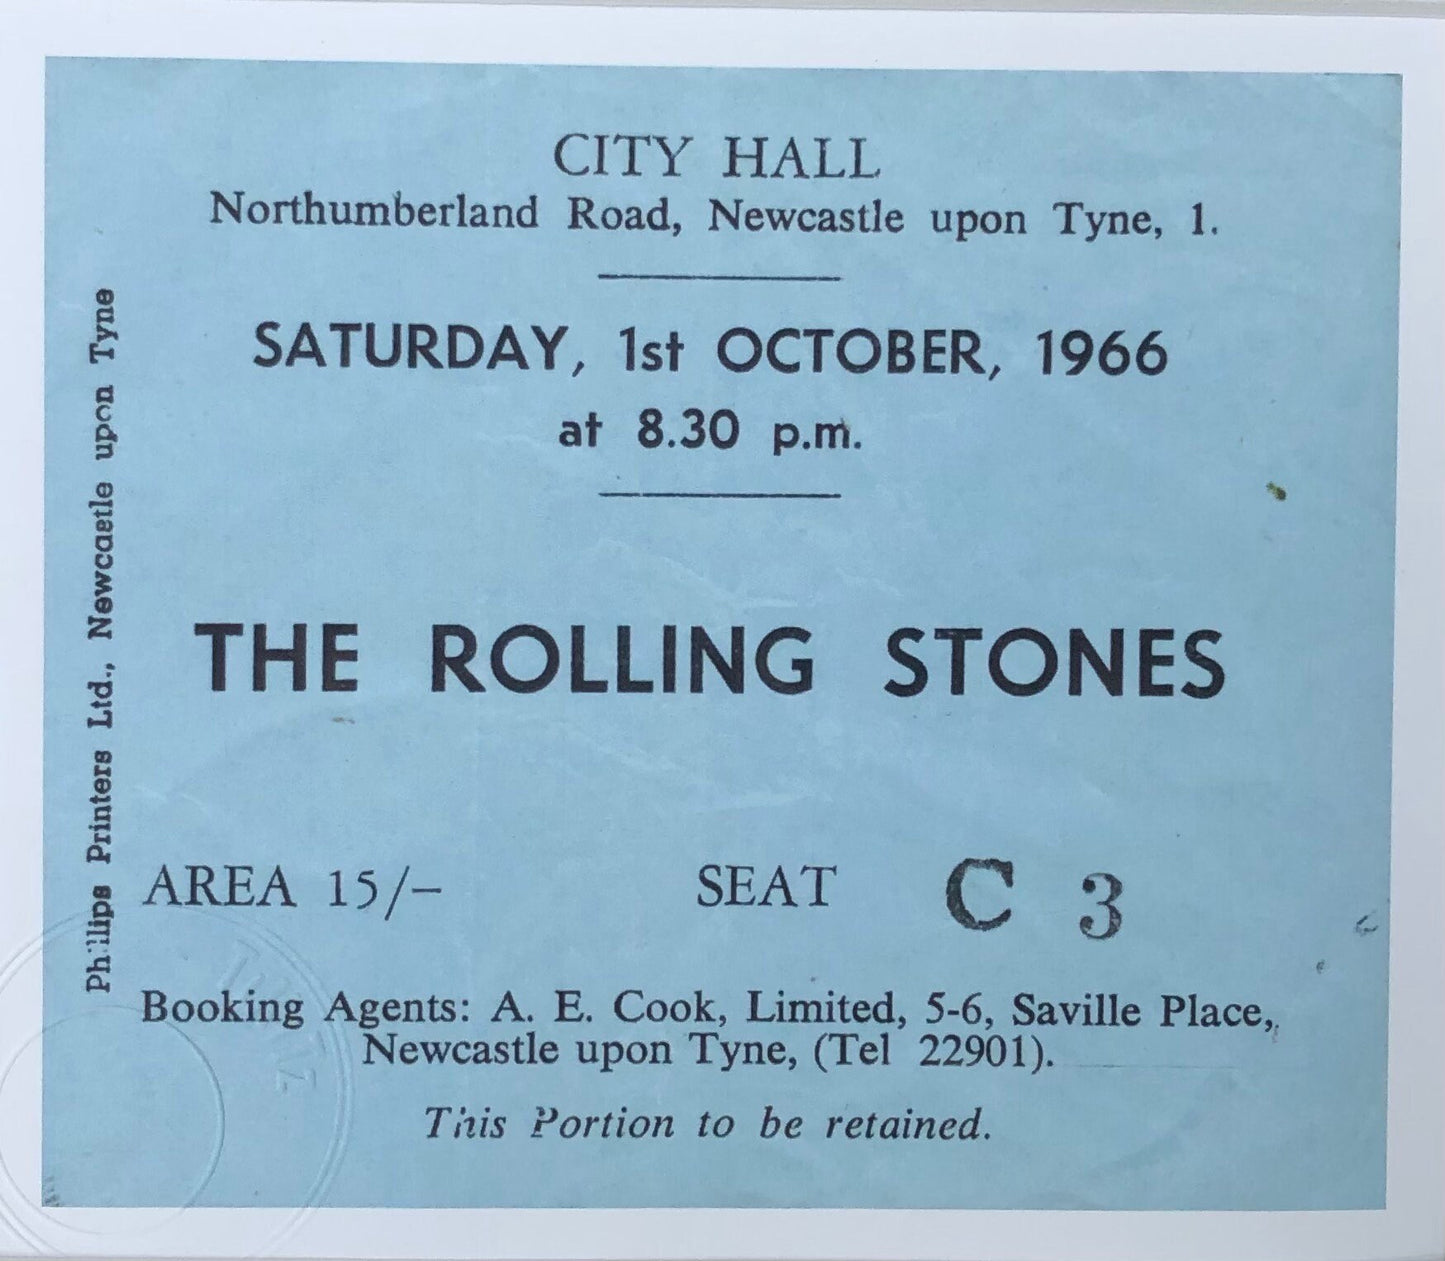 CITY HALL
Northumberland Road, Newcastle upon Tyne, 1.
SATURDAY, 1st OCTOBER, 1966
at 8.30 p.m.
THE ROLLING STONES
AREA 15/–
SEAT C 3
Booking Agents: A. E. Cook, Limited, 5-6, Saville Place,
Newcastle upon Tyne, (Tel 22901).
This Portion to be retained.
Phillips Printers Ltd., Newcastle upon Tyne